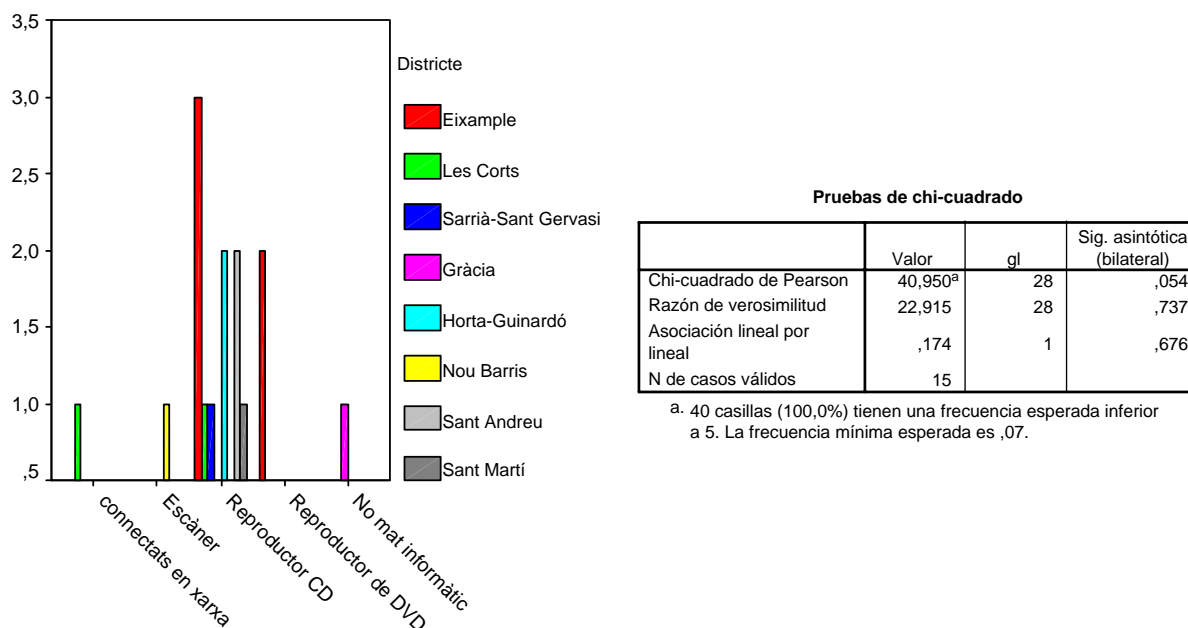 3,5
3,0
2,5
2,0
1,5
1,0
,5
connectats en xarxa
Escàner
Reproductor CD
Reproductor de DVD
No mat informàtic
Districte
Eixample
Les Corts
Sarrià-Sant Gervasi
Gràcia
Horta-Guinardó
Nou Barris
Sant Andreu
Sant Martí
Pruebas de chi-cuadrado
Valor gl Sig. asintótica
(bilateral)
Chi-cuadrado de Pearson 40,950a 28 ,054
Razón de verosimilitud 22,915 28 ,737
Asociación lineal por
lineal ,174 1 ,676
N de casos válidos 15
a. 40 casillas (100,0%) tienen una frecuencia esperada inferior
a 5. La frecuencia mínima esperada es ,07.